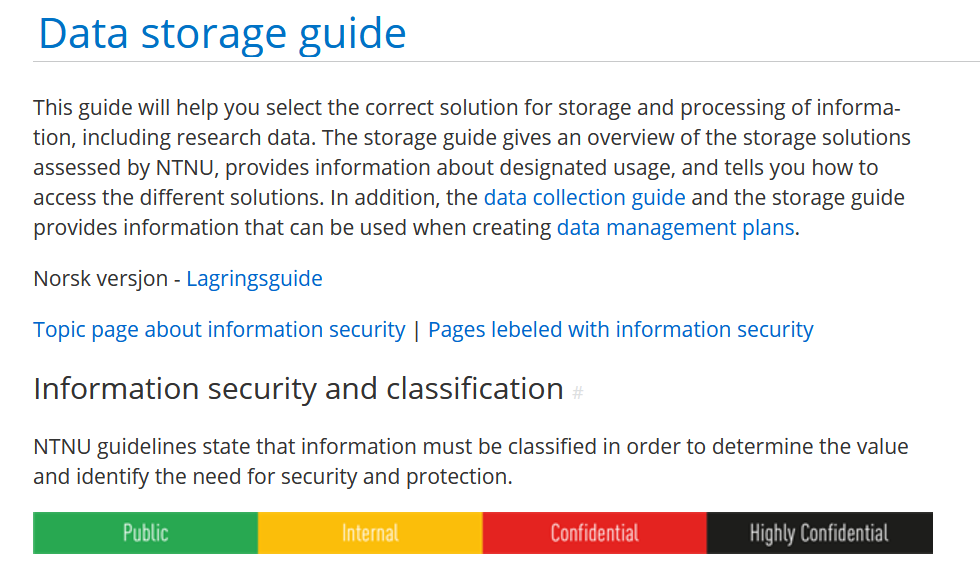 Data storage guide
This guide will help you select the correct solution for storage and processing of informa-
tion, including research data. The storage guide gives an overview of the storage solutions
assessed by NTNU, provides information about designated usage, and tells you how to
access the different solutions. In addition, the data collection guide and the storage guide
provides information that can be used when creating data management plans.
Norsk versjon - Lagringsguide
Topic page about information security | Pages lebeled with information security
Information security and classification #
NTNU guidelines state that information must be classified in order to determine the value
and identify the need for security and protection.
Public Internal Confidential Highly Confidential